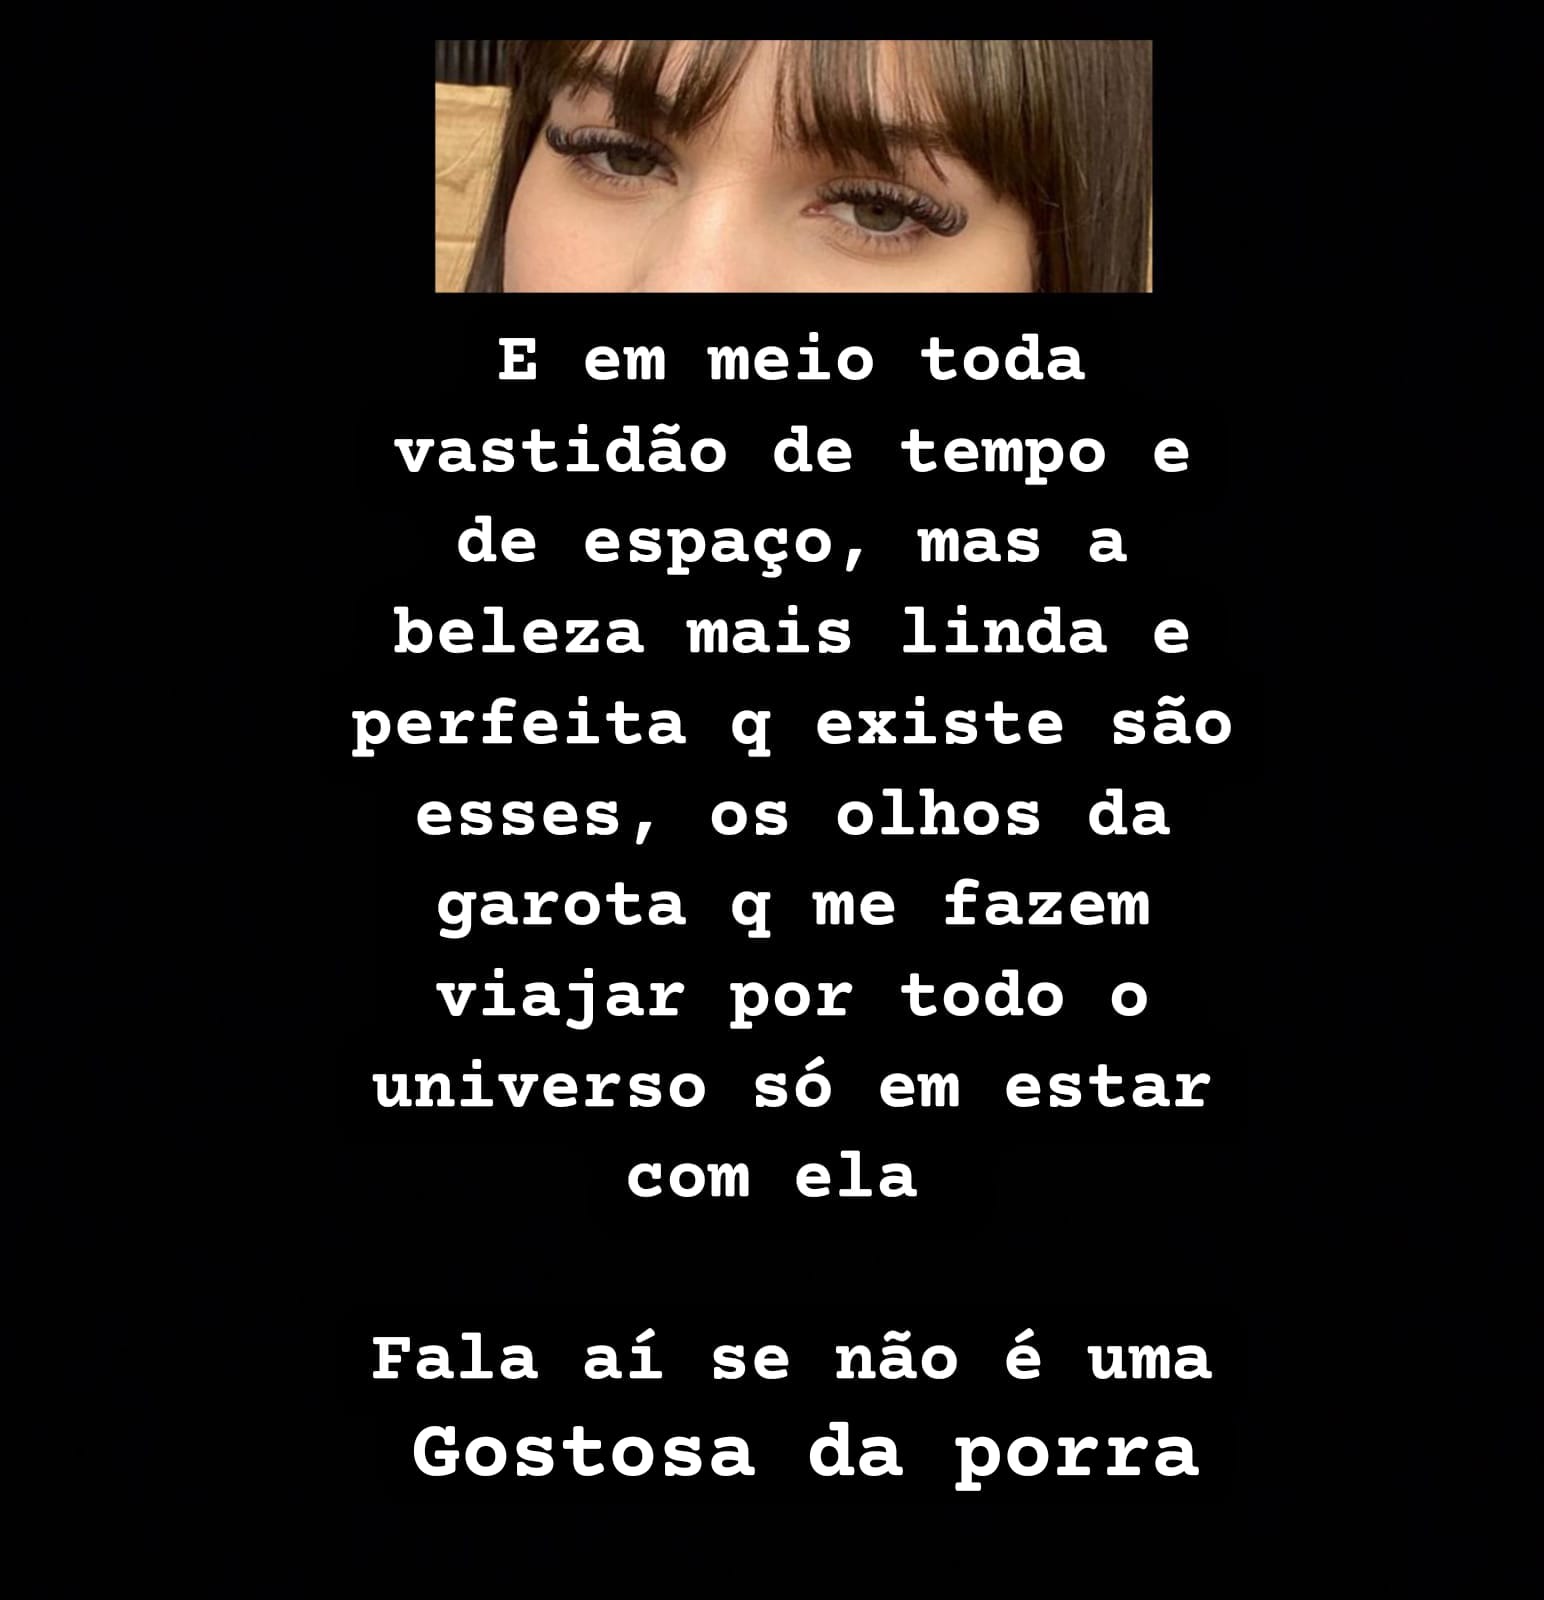 E em meio toda
vastidão de tempo e
de espaço, mas a
beleza mais linda e
perfeita q existe são
esses, os olhos da
garota q me fazem
viajar por todo o
universo só em estar
com ela
Fala aí se não é uma
Gostosa da porra